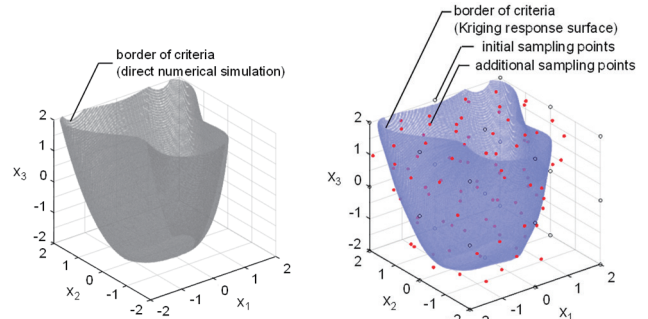 border of criteria
(direct numerical simulation)
2
1
0
-1
-2
X3
2
1
0
-1
-2
X2
-2
-1
0
1
2
X1
border of criteria
(Kriging response surface)
initial sampling points
additional sampling points
2
1
0
-1
-2
X3
2
1
0
-1
-2
X2
-1
0
1
2
X1